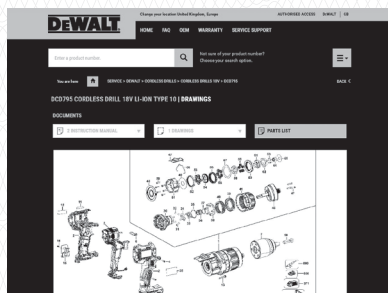 DEWALT.
Change your location United Kingdom, Europe
AUTHORISED ACCESS DEWALT | GB
HOME FAQ OEM WARRANTY SERVICE SUPPORT
Enter a product number.
Not sure of your product number?
Choose your search option.
You are here SERVICE > DEWALT > CORDLESS DRILLS > CORDLESS DRILLS 18V > DCD795
BACK
DCD795 CORDLESS DRILL 18V LI-ION TYPE 10 | DRAWINGS
DOCUMENTS
2 INSTRUCTION MANUAL
1 DRAWINGS
PARTS LIST